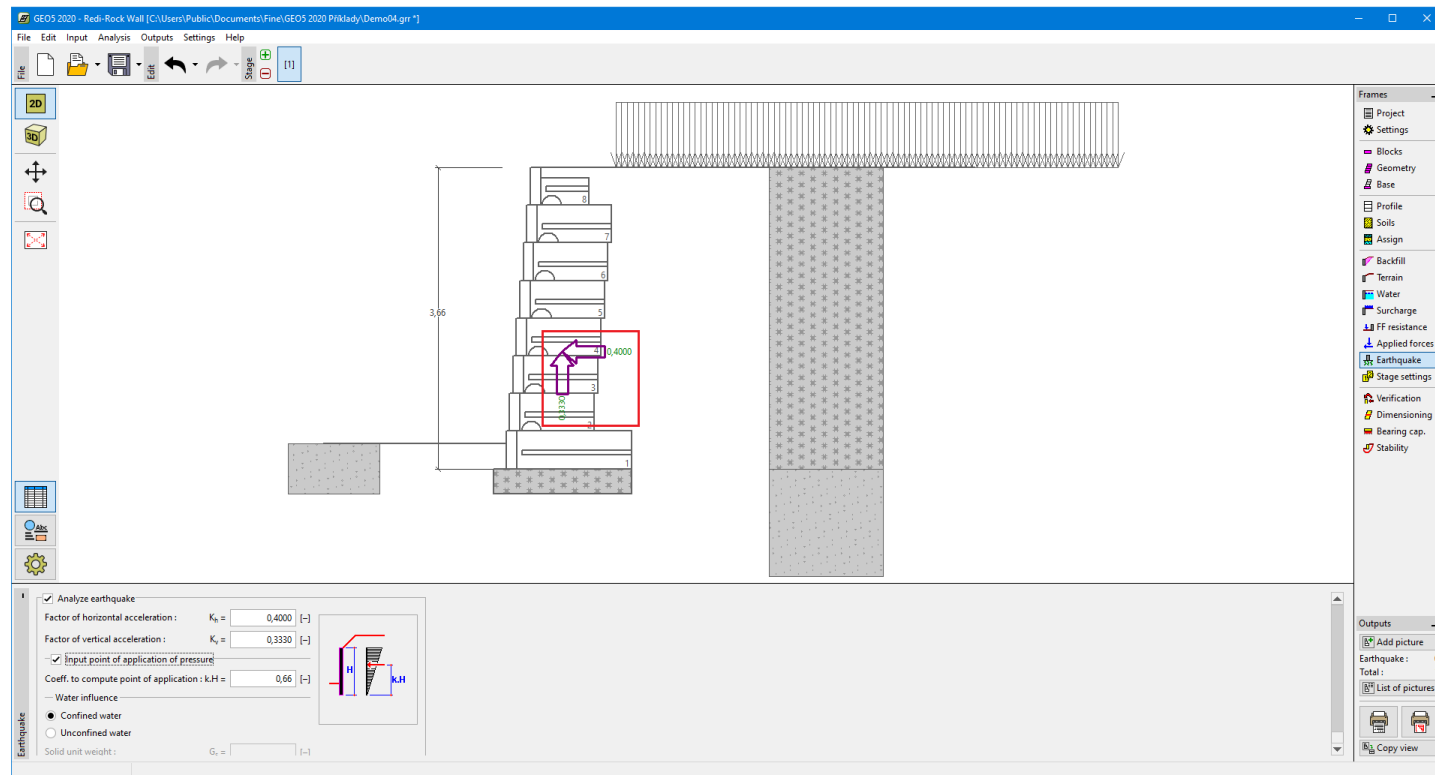 GEO5 2020 - Redi-Rock Wall [C:\Users\Public\Documents\Fine\GEO5 2020 Příklady\Demo04.grr *]
File Edit Input Analysis Outputs Settings Help
File
Edit
Stage
[1]
2D
3D
3,66
8
7
6
5
4
0,4000
3
0,3330
2
1
Frames
Project
Settings
Blocks
Geometry
Base
Profile
Soils
Assign
Backfill
Terrain
Water
Surcharge
FF resistance
Applied forces
Earthquake
Stage settings
Verification
Dimensioning
Bearing cap.
Stability
Abc
Earthquake
Analyze earthquake
Factor of horizontal acceleration : Kh = 0,4000 [–]
Factor of vertical acceleration : Kv = 0,3330 [–]
Input point of application of pressure
Coeff. to compute point of application : k.H = 0,66 [–]
Water influence
Confined water
Unconfined water
Solid unit weight : Gs = [–]
H
k.H
Outputs
Add picture
Earthquake :
Total :
List of pictures
Copy view